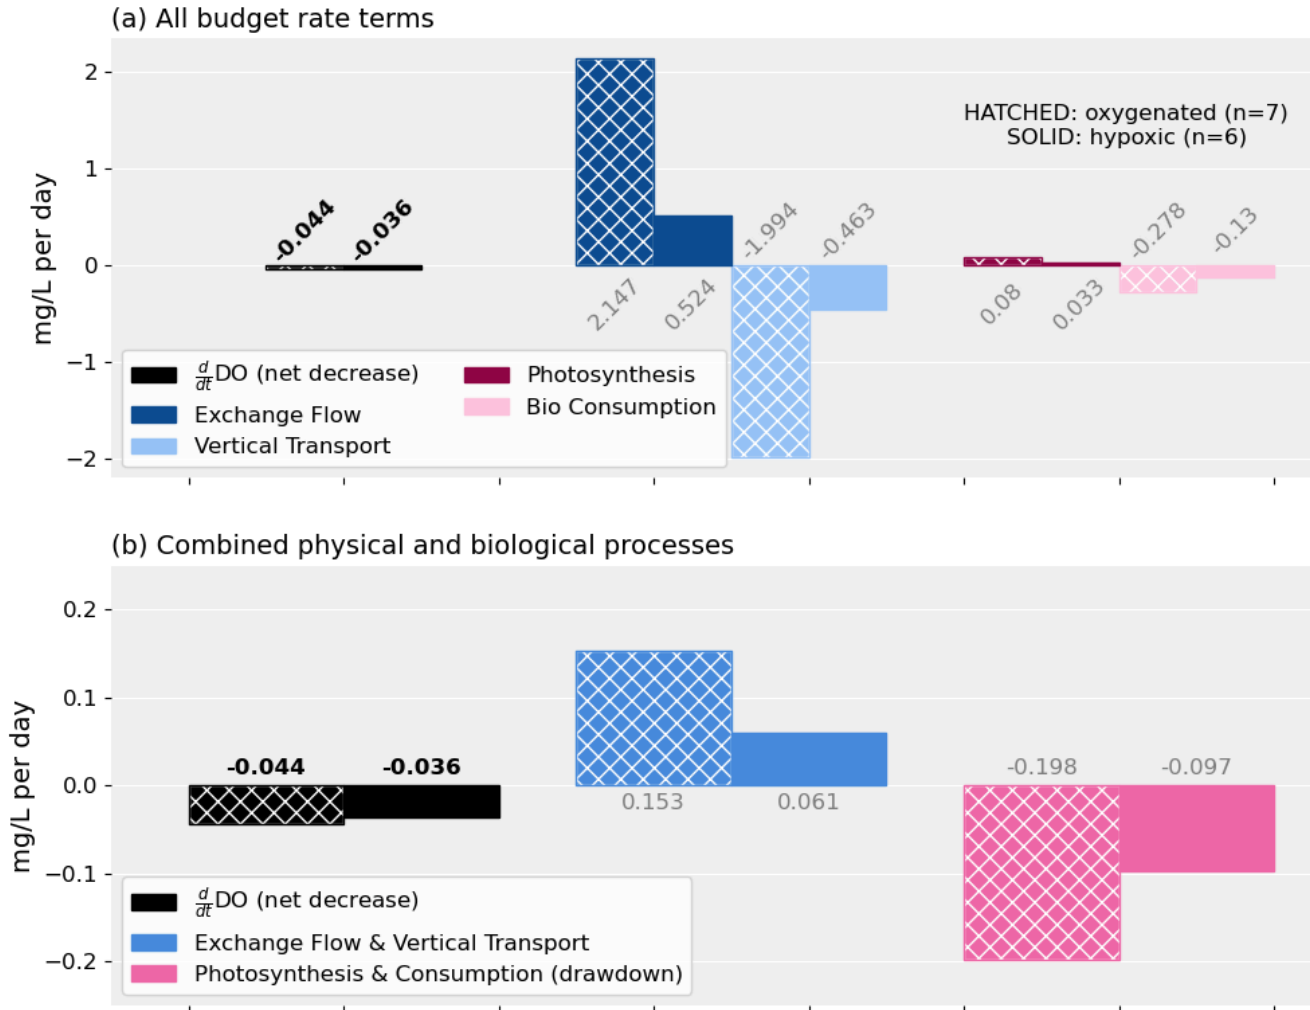 (a) All budget rate terms
mg/L per day
2
1
0
−1
−2
HATCHED: oxygenated (n=7)
SOLID: hypoxic (n=6)
-0.044
-0.036
2.147
0.524
-1.994
-0.463
0.08
0.033
-0.278
-0.13
d/dt DO (net decrease)
Exchange Flow
Vertical Transport
Photosynthesis
Bio Consumption
(b) Combined physical and biological processes
mg/L per day
0.2
0.1
0.0
−0.1
−0.2
-0.044
-0.036
0.153
0.061
-0.198
-0.097
d/dt DO (net decrease)
Exchange Flow & Vertical Transport
Photosynthesis & Consumption (drawdown)